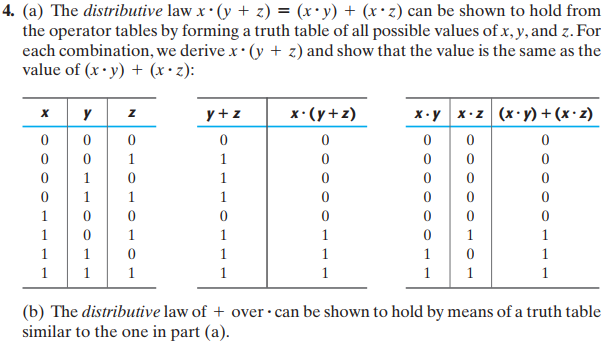 4. (a) The distributive law x · (y + z) = (x · y) + (x · z) can be shown to hold from
the operator tables by forming a truth table of all possible values of x, y, and z. For
each combination, we derive x · (y + z) and show that the value is the same as the
value of (x · y) + (x · z):
x y z y + z x · (y + z) x · y x · z (x · y) + (x · z)
0 0 0 0 0 0 0 0
0 0 1 1 0 0 0 0
0 1 0 1 0 0 0 0
0 1 1 1 0 0 0 0
1 0 0 0 0 0 0 0
1 0 1 1 1 0 1 1
1 1 0 1 1 1 0 1
1 1 1 1 1 1 1 1
(b) The distributive law of + over · can be shown to hold by means of a truth table
similar to the one in part (a).